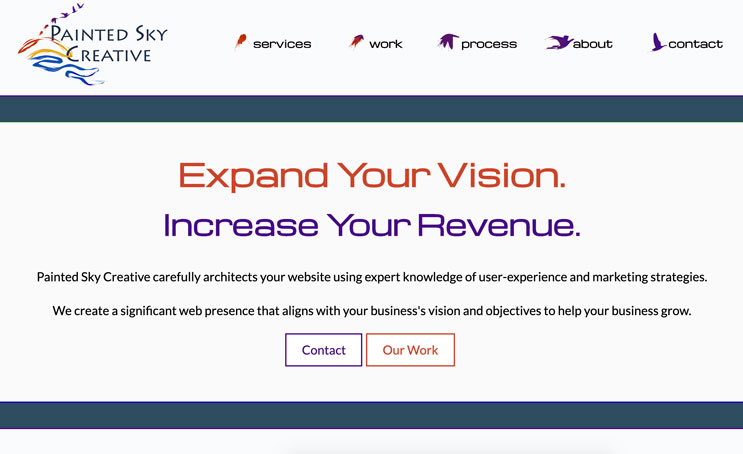 Painted Sky
Creative
services
work
process
about
contact
Expand Your Vision.
Increase Your Revenue.
Painted Sky Creative carefully architects your website using expert knowledge of user-experience and marketing strategies.
We create a significant web presence that aligns with your business's vision and objectives to help your business grow.
Contact
Our Work